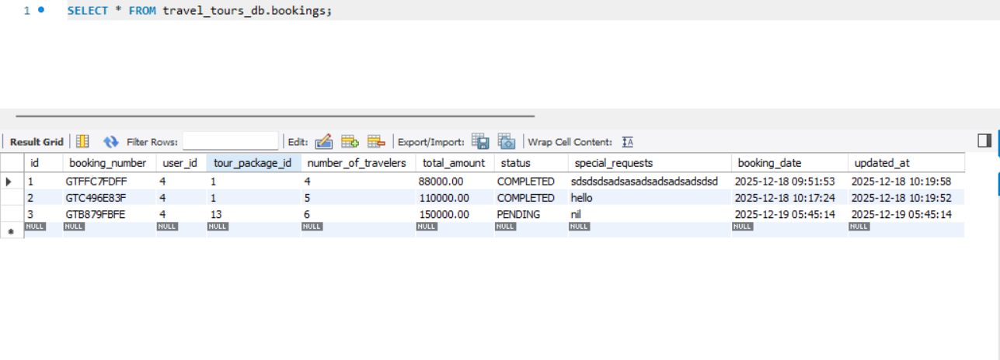 1 SELECT * FROM travel_tours_db.bookings;
Result Grid Filter Rows: Edit: Export/Import: Wrap Cell Content: IA
id booking_number user_id tour_package_id number_of_travelers total_amount status special_requests booking_date updated_at
1 GTFFC7FDFF 4 1 4 88000.00 COMPLETED sdsdsdsadsasadsadsadsadsdsd 2025-12-18 09:51:53 2025-12-18 10:19:58
2 GTC496E83F 4 1 5 110000.00 COMPLETED hello 2025-12-18 10:17:24 2025-12-18 10:19:52
3 GTB879FBFE 4 13 6 150000.00 PENDING nil 2025-12-19 05:45:14 2025-12-19 05:45:14
NULL NULL NULL NULL NULL NULL NULL NULL NULL NULL